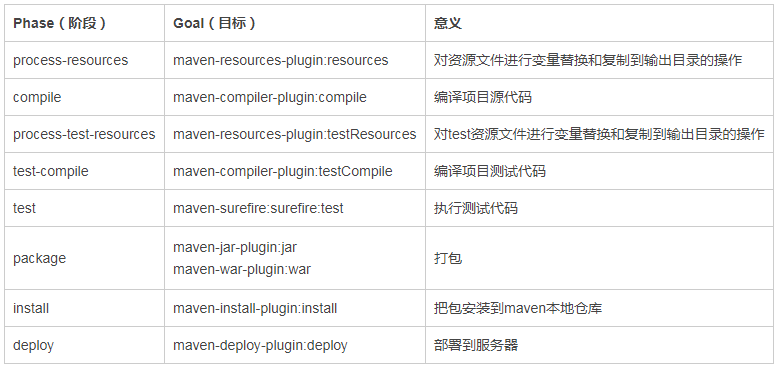 Phase（阶段） Goal（目标） 意义
process-resources maven-resources-plugin:resources 对资源文件进行变量替换和复制到输出目录的操作
compile maven-compiler-plugin:compile 编译项目源代码
process-test-resources maven-resources-plugin:testResources 对test资源文件进行变量替换和复制到输出目录的操作
test-compile maven-compiler-plugin:testCompile 编译项目测试代码
test maven-surefire:surefire:test 执行测试代码
package maven-jar-plugin:jar
maven-war-plugin:war 打包
install maven-install-plugin:install 把包安装到maven本地仓库
deploy maven-deploy-plugin:deploy 部署到服务器